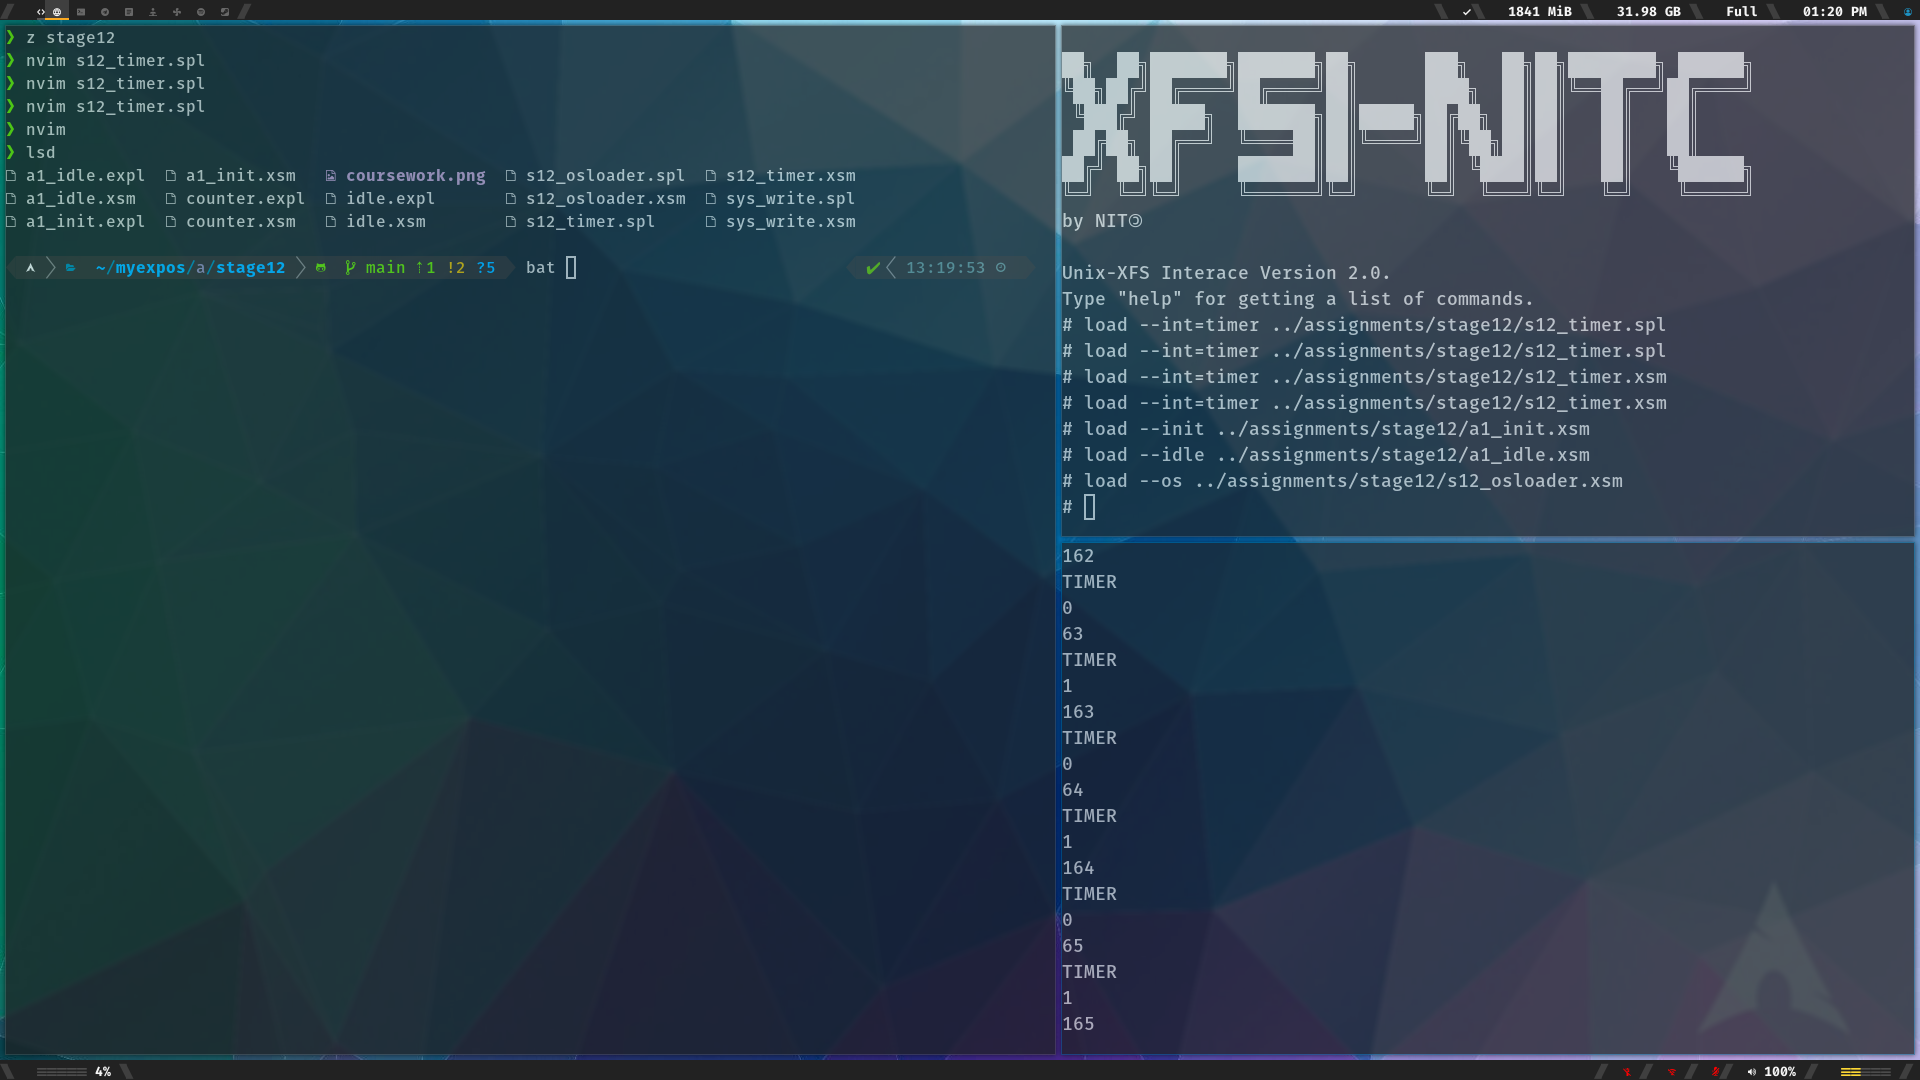 1841 MiB 31.98 GB Full 01:20 PM
❯ z stage12
❯ nvim s12_timer.spl
❯ nvim s12_timer.spl
❯ nvim s12_timer.spl
❯ nvim
❯ lsd
a1_idle.expl a1_init.xsm coursework.png s12_osloader.spl s12_timer.xsm
a1_idle.xsm counter.expl idle.expl s12_osloader.xsm sys_write.spl
a1_init.expl counter.xsm idle.xsm s12_timer.spl sys_write.xsm
~/myexpos/a/stage12 main ↑1 !2 ?5 bat ✔ 13:19:53
XFSI-NITC
by NITC
Unix-XFS Interace Version 2.0.
Type "help" for getting a list of commands.
# load --int=timer ../assignments/stage12/s12_timer.spl
# load --int=timer ../assignments/stage12/s12_timer.spl
# load --int=timer ../assignments/stage12/s12_timer.xsm
# load --int=timer ../assignments/stage12/s12_timer.xsm
# load --init ../assignments/stage12/a1_init.xsm
# load --idle ../assignments/stage12/a1_idle.xsm
# load --os ../assignments/stage12/s12_osloader.xsm
#
162
TIMER
0
63
TIMER
1
163
TIMER
0
64
TIMER
1
164
TIMER
0
65
TIMER
1
165
4% 100%